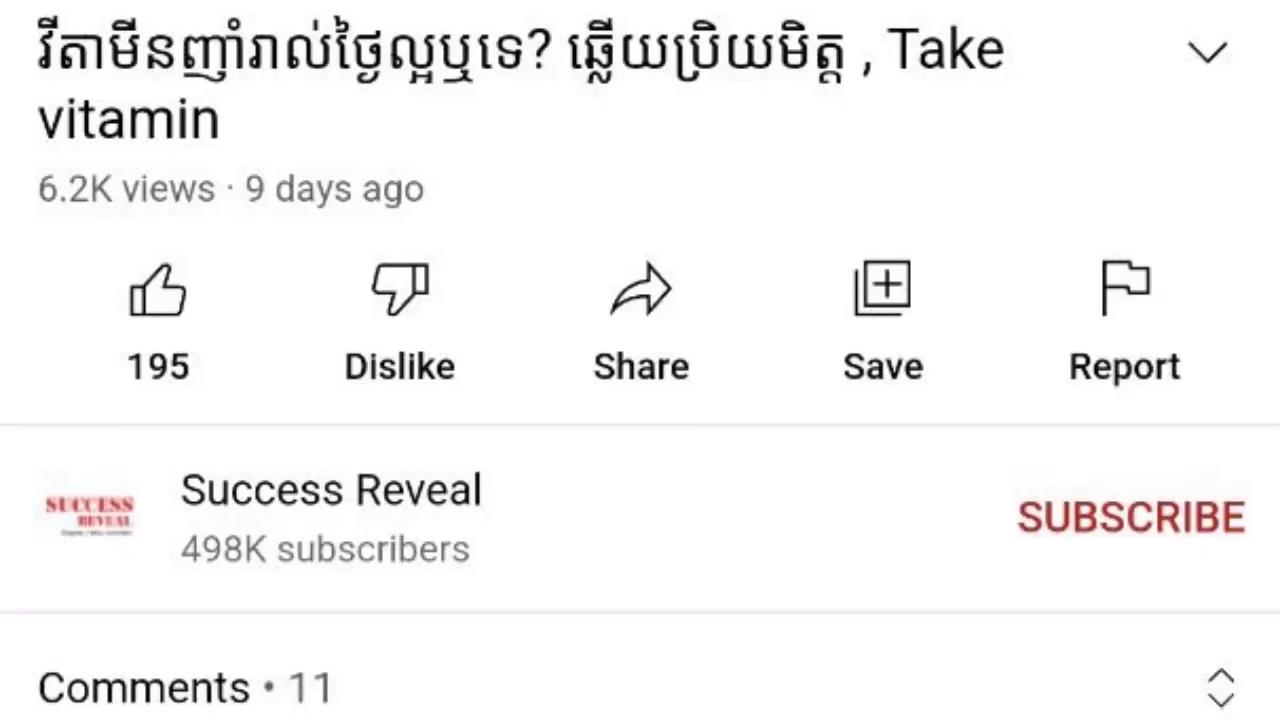 វីតាមីនញ៉ាំរាល់ថ្ងៃល្អឬទេ? ឆ្លើយប្រិយមិត្ត , Take
vitamin
6.2K views · 9 days ago
195 Dislike Share Save Report
SUCCESS
REVEAL
Success Reveal
498K subscribers
SUBSCRIBE
Comments • 11